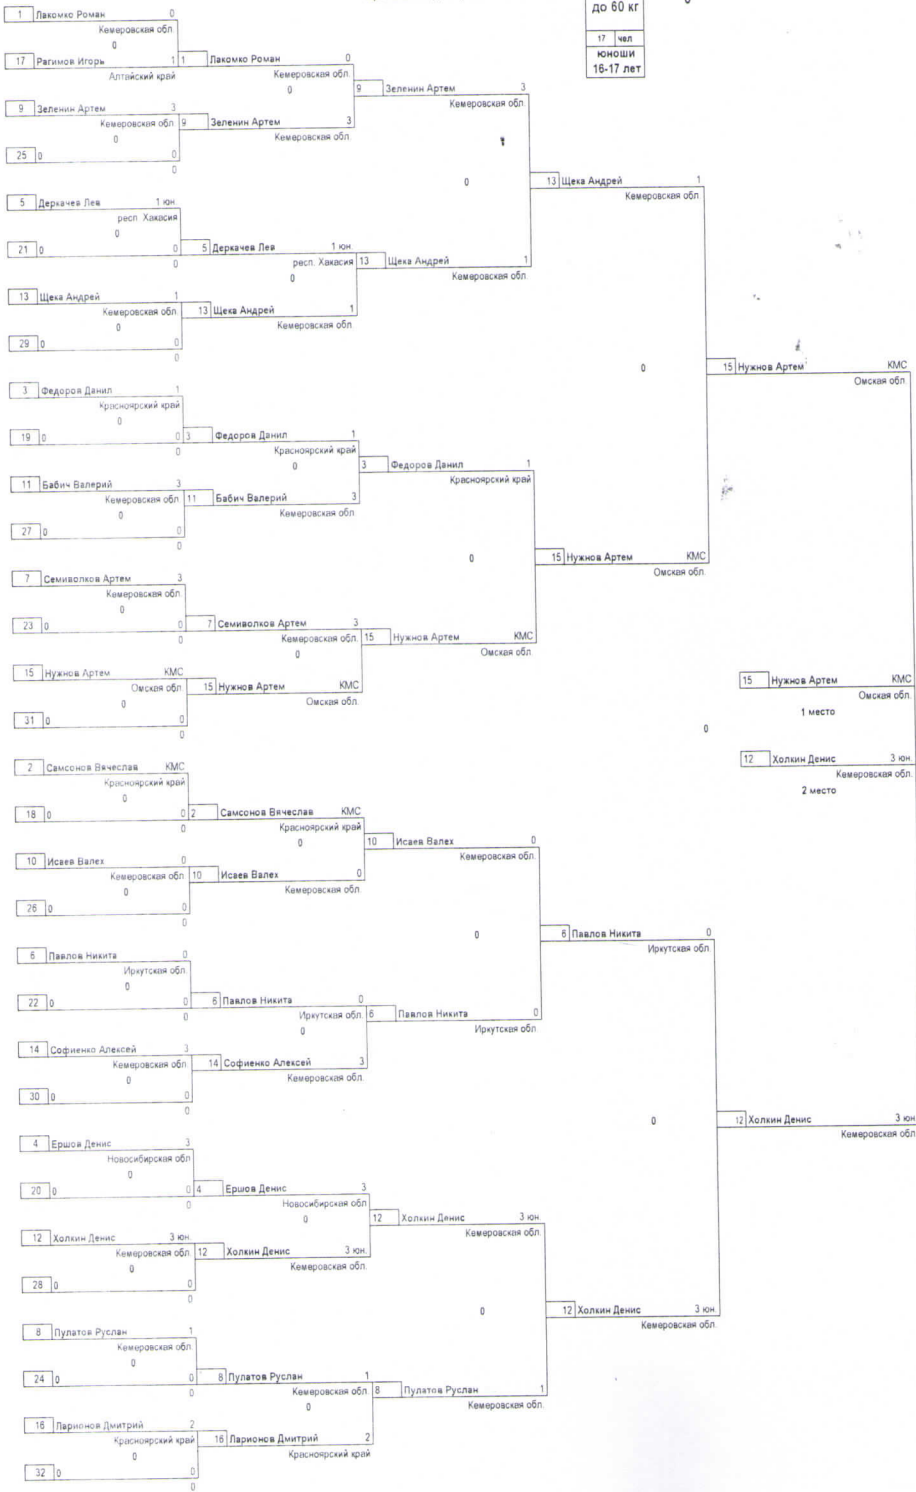 до 60 кг
17 чел
юноши
16-17 лет
1 Лакомко Роман 0
Кемеровская обл.
0
17 Рагимов Игорь 1
Алтайский край
9 Зеленин Артем 3
Кемеровская обл.
0
25 0 0
0
5 Деркачев Лев 1 юн.
респ. Хакасия
0
21 0 0
0
13 Щека Андрей 1
Кемеровская обл.
0
29 0 0
0
3 Федоров Данил 1
Красноярский край
0
19 0 0
0
11 Бабич Валерий 3
Кемеровская обл.
0
27 0 0
0
7 Семиволков Артем 3
Кемеровская обл.
0
23 0 0
0
15 Нужнов Артем КМС
Омская обл.
0
31 0 0
0
2 Самсонов Вячеслав КМС
Красноярский край
0
18 0 0
0
10 Исаев Валех 0
Кемеровская обл.
0
26 0 0
0
6 Павлов Никита 0
Иркутская обл.
0
22 0 0
0
14 Софиенко Алексей 3
Кемеровская обл.
0
30 0 0
0
4 Ершов Денис 3
Новосибирская обл.
0
20 0 0
0
12 Холкин Денис 3 юн.
Кемеровская обл.
0
28 0 0
0
8 Пулатов Руслан 1
Кемеровская обл.
0
24 0 0
0
16 Ларионов Дмитрий 2
Красноярский край
0
32 0 0
0
1 Лакомко Роман 0
Кемеровская обл.
0
9 Зеленин Артем 3
Кемеровская обл.
5 Деркачев Лев 1 юн.
респ. Хакасия
0
13 Щека Андрей 1
Кемеровская обл.
3 Федоров Данил 1
Красноярский край
0
11 Бабич Валерий 3
Кемеровская обл.
7 Семиволков Артем 3
Кемеровская обл.
0
15 Нужнов Артем КМС
Омская обл.
2 Самсонов Вячеслав КМС
Красноярский край
0
10 Исаев Валех 0
Кемеровская обл.
6 Павлов Никита 0
Иркутская обл.
0
14 Софиенко Алексей 3
Кемеровская обл.
4 Ершов Денис 3
Новосибирская обл.
0
12 Холкин Денис 3 юн.
Кемеровская обл.
8 Пулатов Руслан 1
Кемеровская обл.
0
16 Ларионов Дмитрий 2
Красноярский край
9 Зеленин Артем 3
Кемеровская обл.
0
13 Щека Андрей 1
Кемеровская обл.
3 Федоров Данил 1
Красноярский край
0
15 Нужнов Артем КМС
Омская обл.
10 Исаев Валех 0
Кемеровская обл.
0
6 Павлов Никита 0
Иркутская обл.
12 Холкин Денис 3 юн.
Кемеровская обл.
0
8 Пулатов Руслан 1
Кемеровская обл.
13 Щека Андрей 1
Кемеровская обл.
0
15 Нужнов Артем КМС
Омская обл.
6 Павлов Никита 0
Иркутская обл.
0
12 Холкин Денис 3 юн.
Кемеровская обл.
15 Нужнов Артем КМС
Омская обл.
0
12 Холкин Денис 3 юн.
Кемеровская обл.
15 Нужнов Артем КМС
Омская обл.
1 место
12 Холкин Денис 3 юн.
Кемеровская обл.
2 место